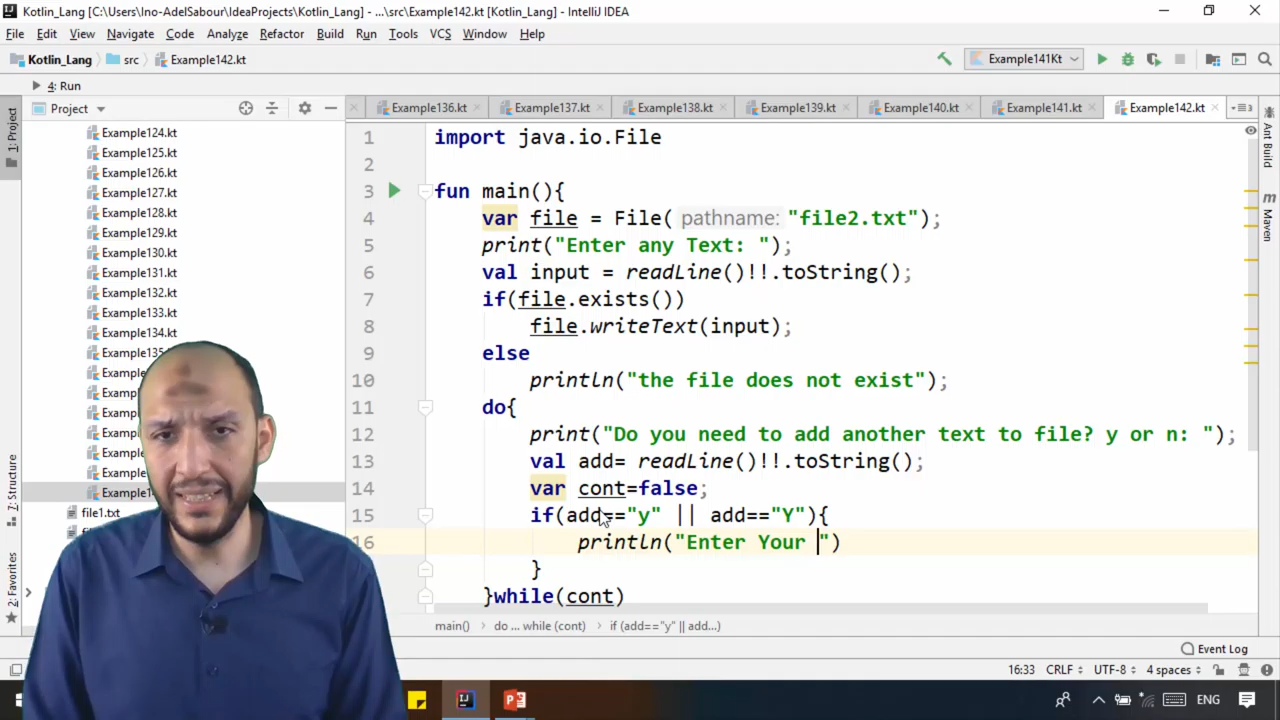 Kotlin_Lang [C:\Users\Ino-AdelSabour\IdeaProjects\Kotlin_Lang] - ...\src\Example142.kt [Kotlin_Lang] - IntelliJ IDEA
File Edit View Navigate Code Analyze Refactor Build Run Tools VCS Window Help
Kotlin_Lang src Example142.kt Example141Kt
4: Run
Project Example136.kt Example137.kt Example138.kt Example139.kt Example140.kt Example141.kt Example142.kt
1: Project
Ant Build
Maven
7: Structure
2: Favorites
Example124.kt
Example125.kt
Example126.kt
Example127.kt
Example128.kt
Example129.kt
Example130.kt
Example131.kt
Example132.kt
Example133.kt
Example134.kt
Example135
file1.txt
1 import java.io.File
2
3 fun main(){
4 var file = File( pathname: "file2.txt");
5 print("Enter any Text: ");
6 val input = readLine()!!.toString();
7 if(file.exists())
8 file.writeText(input);
9 else
10 println("the file does not exist");
11 do{
12 print("Do you need to add another text to file? y or n: ");
13 val add= readLine()!!.toString();
14 var cont=false;
15 if(add=="y" || add=="Y"){
16 println("Enter Your ")
}
}while(cont)
main() do ... while (cont) if (add=="y" || add...)
Event Log
16:33 CRLF UTF-8 4 spaces
ENG